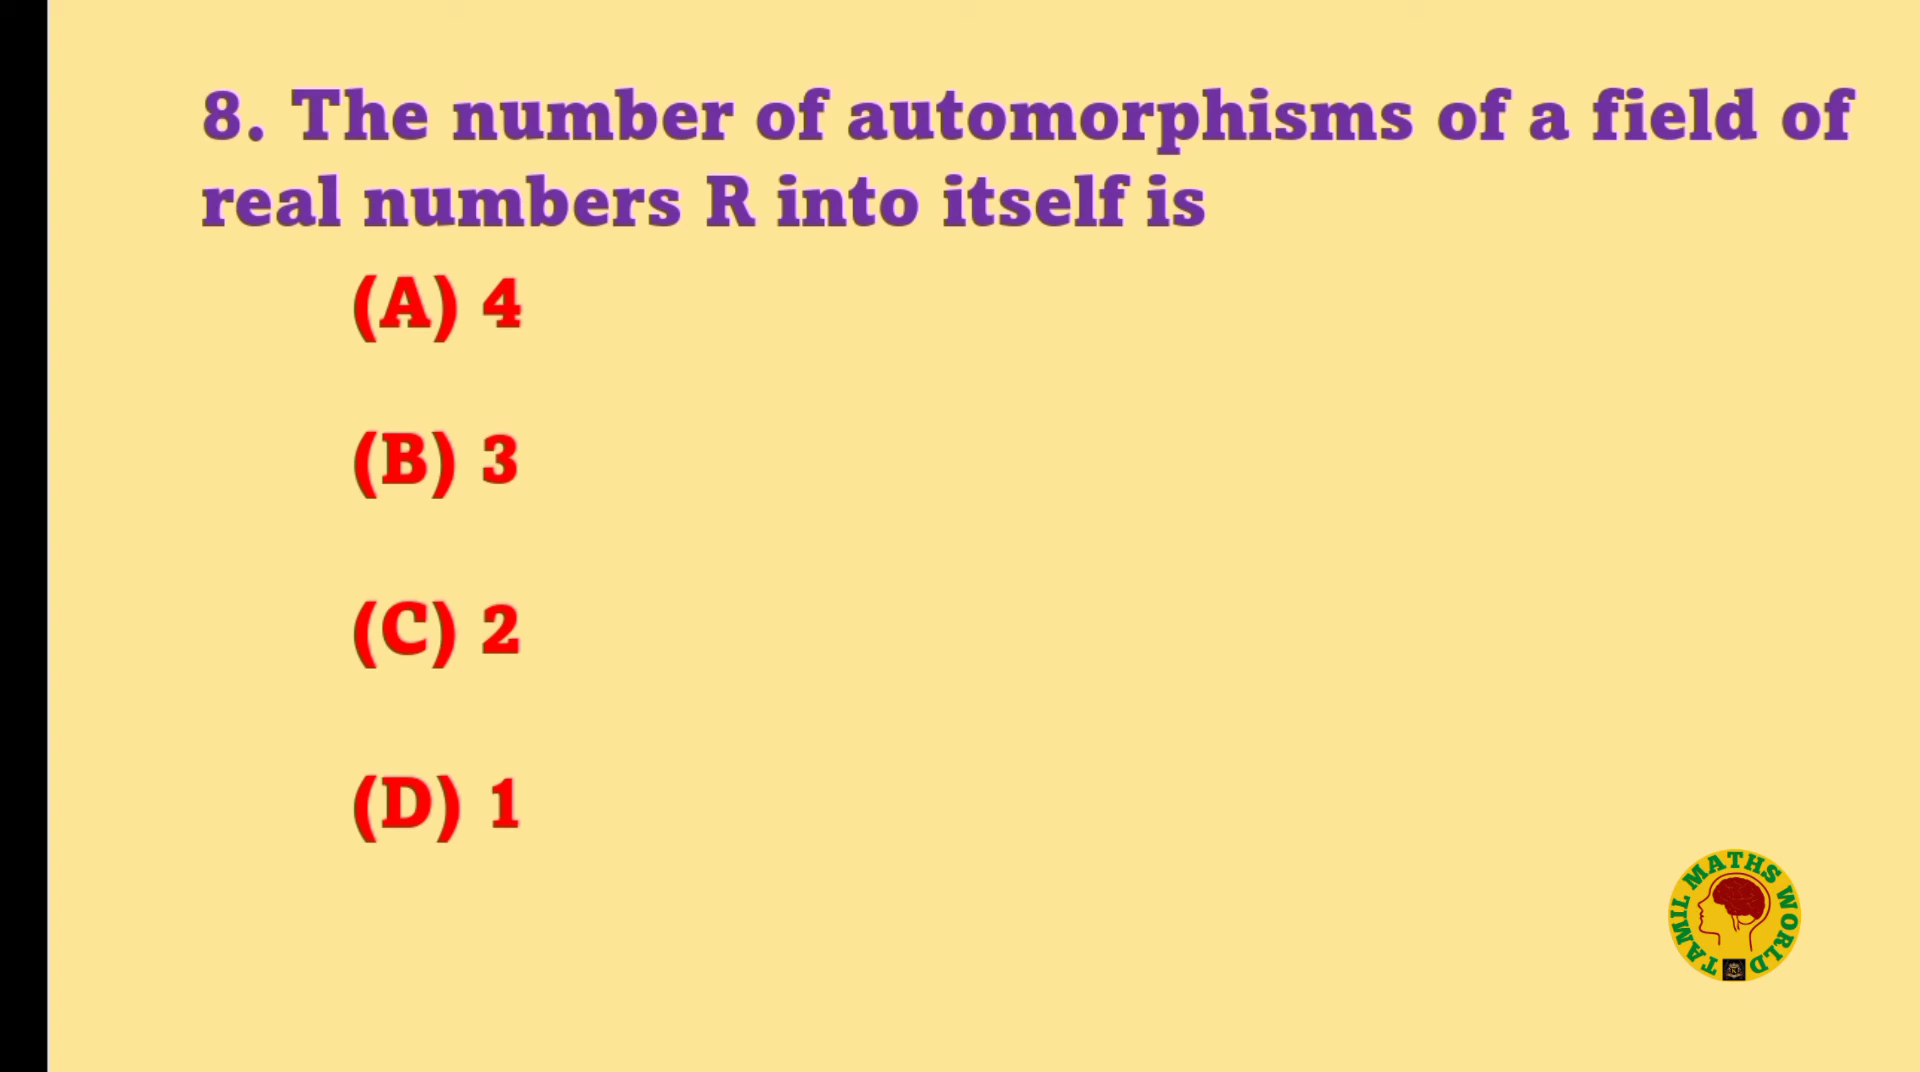 8. The number of automorphisms of a field of
real numbers R into itself is
(A) 4
(B) 3
(C) 2
(D) 1
TAMIL MATHS WORLD